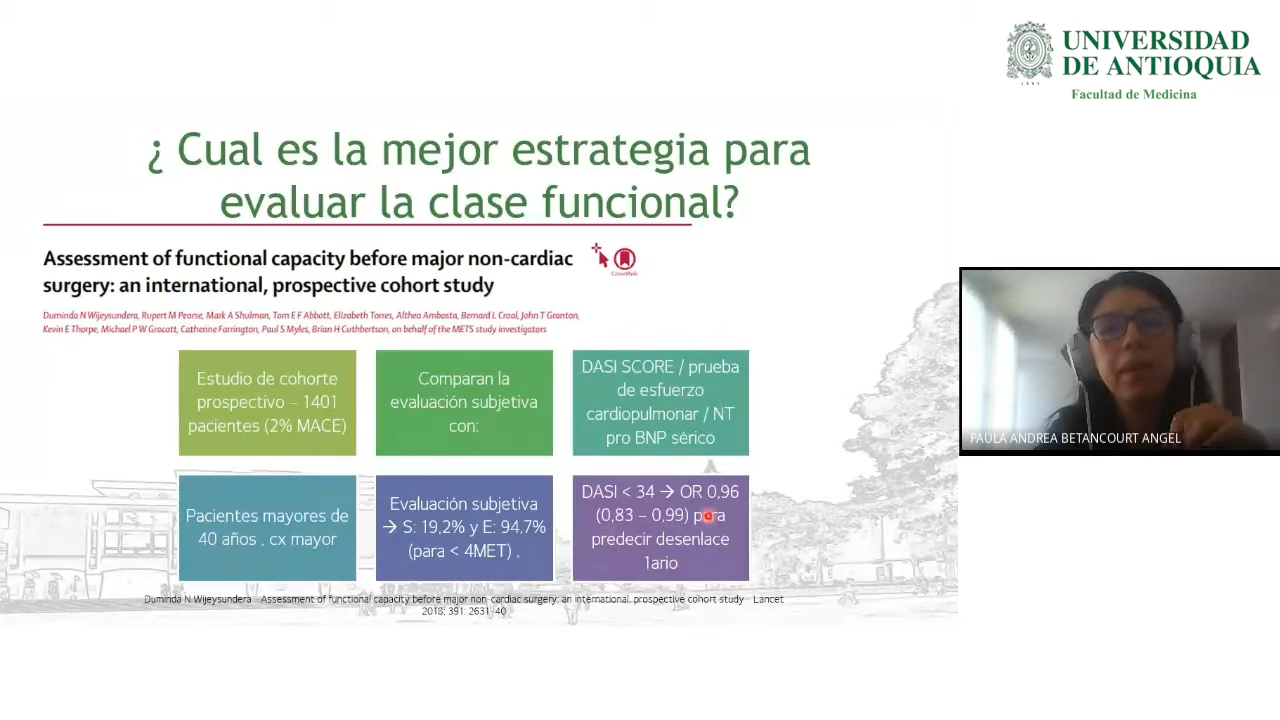 UNIVERSIDAD
DE ANTIOQUIA
1803
Facultad de Medicina
¿ Cual es la mejor estrategia para
evaluar la clase funcional?
Assessment of functional capacity before major non-cardiac
surgery: an international, prospective cohort study
CrossMark
Duminda N Wijeysundera, Rupert M Pearse, Mark A Shulman, Tom E F Abbott, Elizabeth Torres, Althea Ambosta, Bernard L Croal, John T Granton,
Kevin E Thorpe, Michael P W Grocott, Catherine Farrington, Paul S Myles, Brian H Cuthbertson, on behalf of the METS study investigators
Estudio de cohorte
prospectivo – 1401
pacientes (2% MACE)
Comparan la
evaluación subjetiva
con:
DASI SCORE / prueba
de esfuerzo
cardiopulmonar / NT
pro BNP sérico
Pacientes mayores de
40 años , cx mayor
Evaluación subjetiva
→ S: 19,2% y E: 94,7%
(para < 4MET) .
DASI < 34 → OR 0,96
(0,83 – 0,99) para
predecir desenlace
1ario
Duminda N Wijeysundera Assessment of functional capacity before major non cardiac surgery: an international, prospective cohort study Lancet
2018; 391: 2631-40
PAULA ANDREA BETANCOURT ANGEL